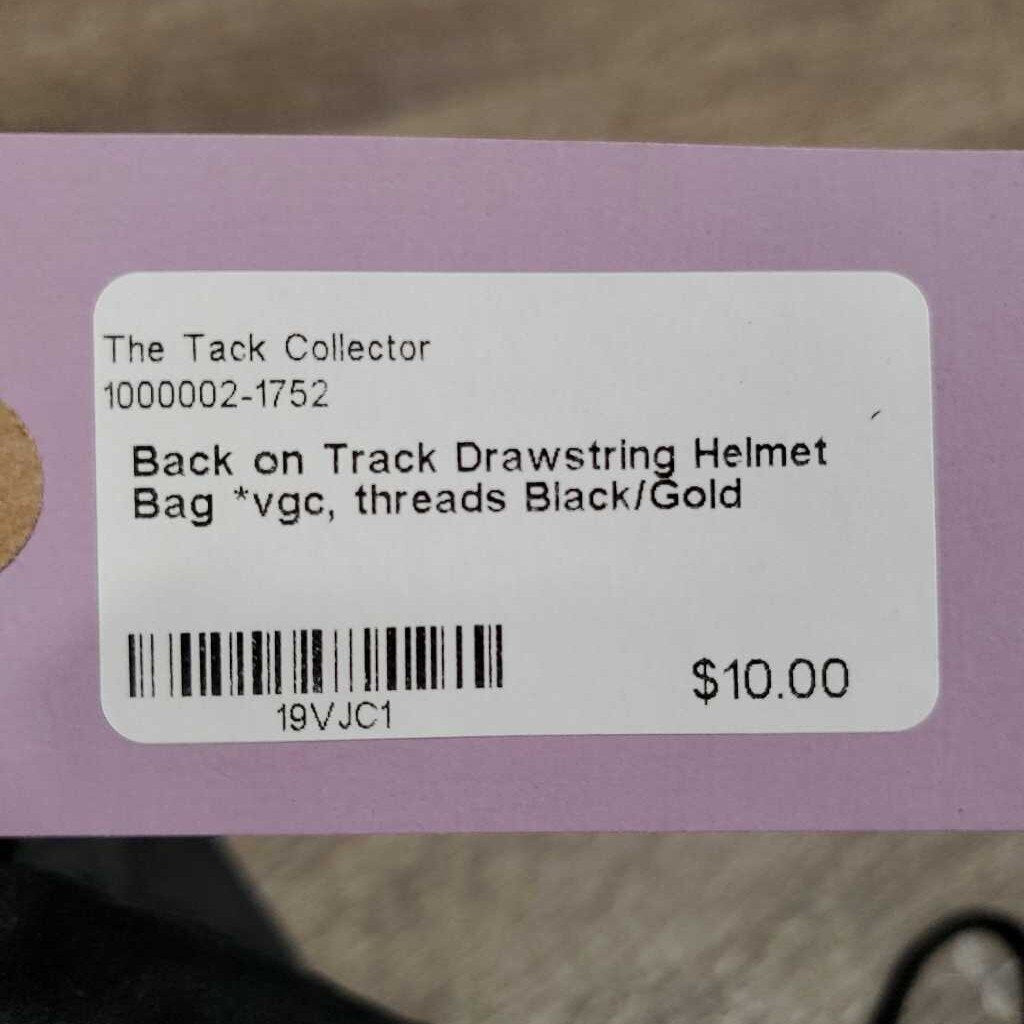 The Tack Collector
1000002-1752
Back on Track Drawstring Helmet
Bag *vgc, threads Black/Gold
19VJC1
$10.00